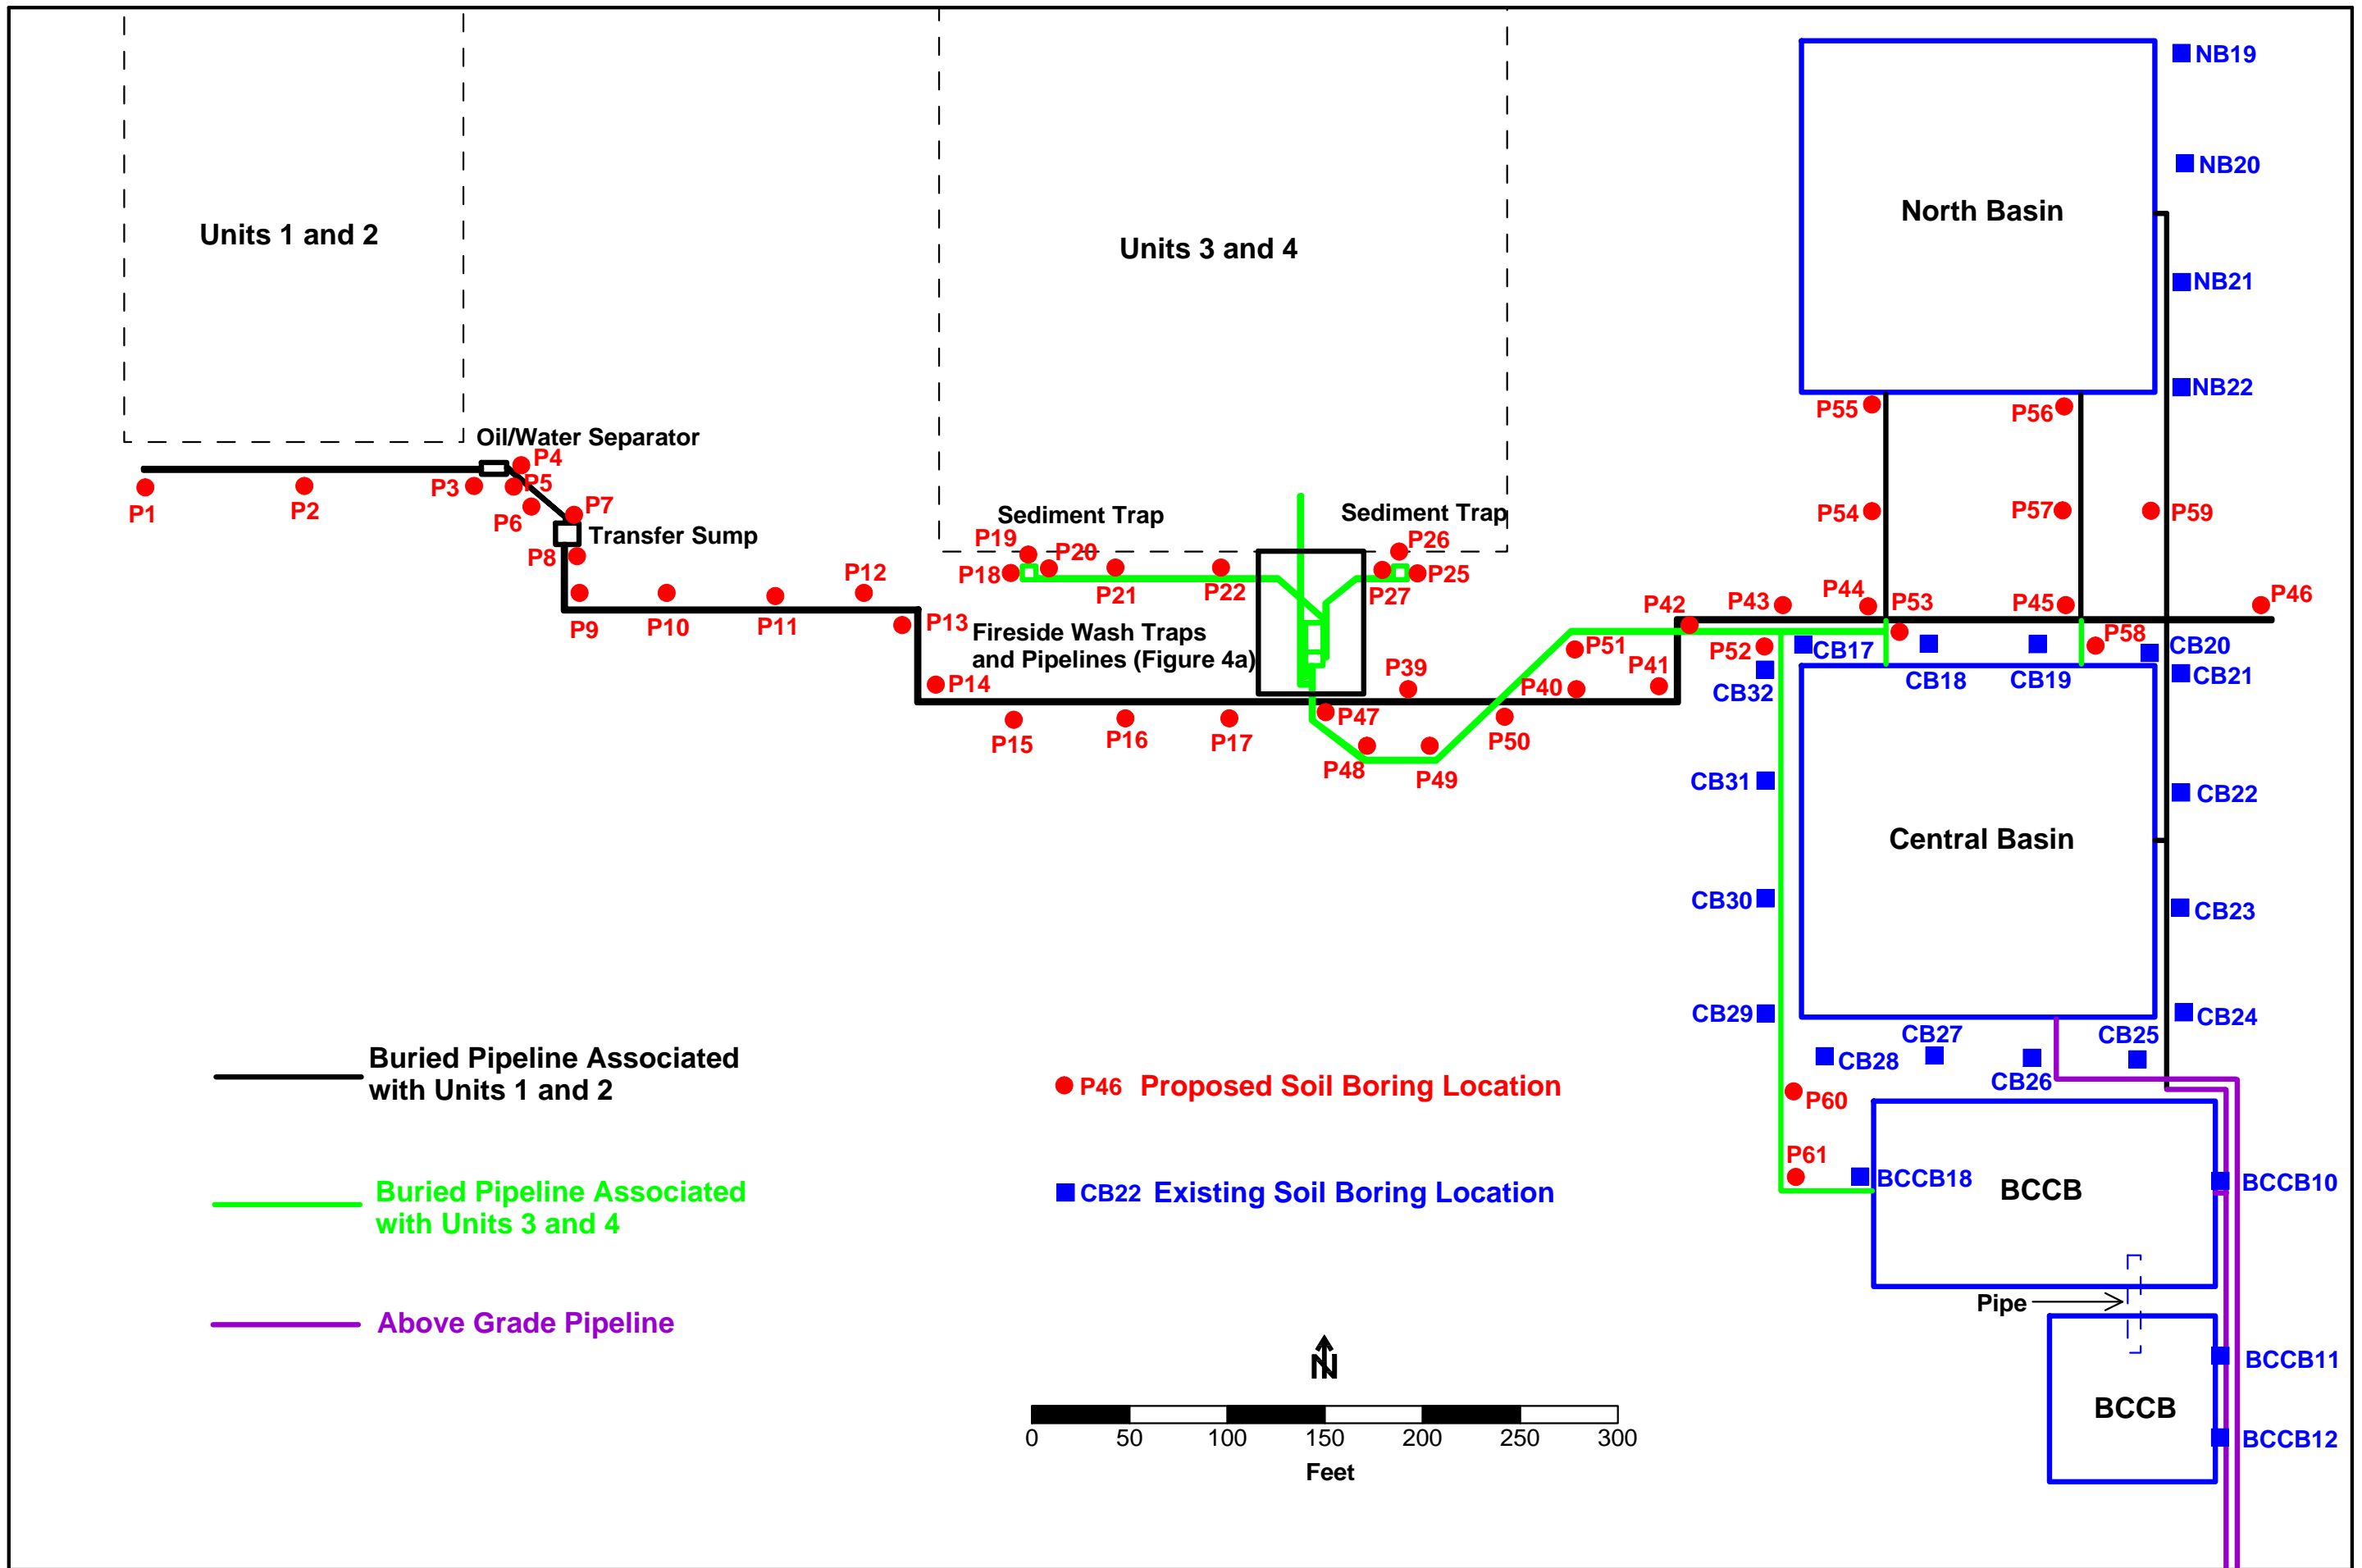 NB19
NB20
North Basin
Units 1 and 2
Units 3 and 4
NB21
NB22
P55
P56
Oil/Water Separator
P4
P3
P5
P1
P2
P6
P7
Sediment Trap
Sediment Trap
P54
P57
P59
Transfer Sump
P19
P20
P26
P8
P18
P25
P21
P22
P27
P12
P9
P10
P11
P13
P42
P43
P44
P53
P45
P46
Fireside Wash Traps
and Pipelines (Figure 4a)
P51
P52
CB17
P58
CB20
P14
P39
P40
P41
CB32
CB18
CB19
CB21
P15
P16
P17
P47
P50
P48
P49
CB31
CB22
Central Basin
CB30
CB23
CB29
CB24
CB27
CB25
CB28
CB26
Buried Pipeline Associated
with Units 1 and 2
P46 Proposed Soil Boring Location
P60
P61
BCCB18
BCCB
BCCB10
Buried Pipeline Associated
with Units 3 and 4
CB22 Existing Soil Boring Location
Pipe
Above Grade Pipeline
N
BCCB11
BCCB
BCCB12
0 50 100 150 200 250 300
Feet